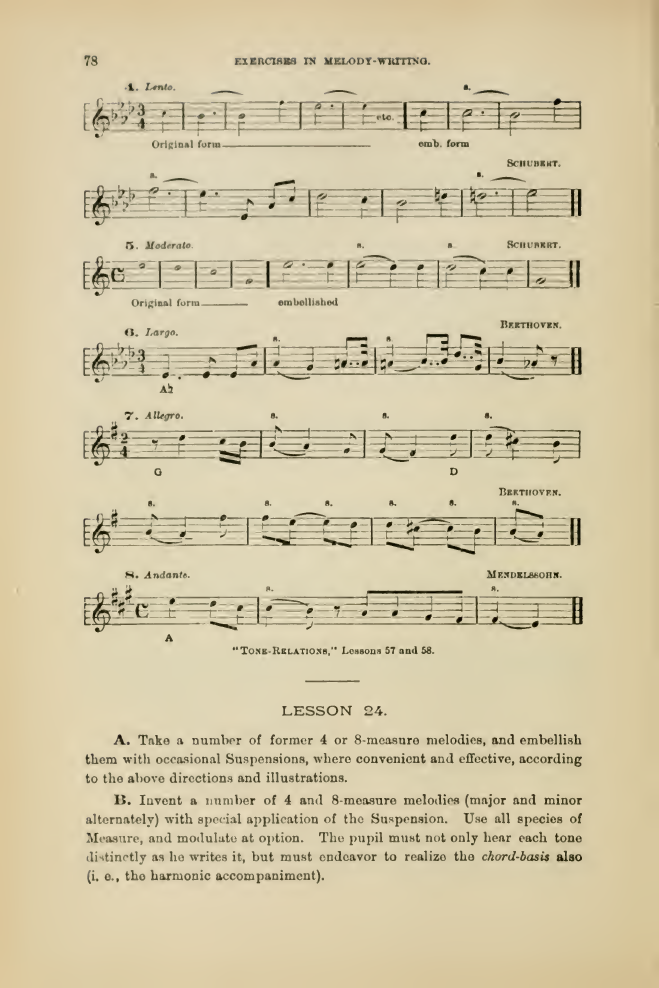 78
EXERCISES IN MELODY-WRITING.
4. Lento.
s.
etc.
Original form
emb. form
SCHUBERT.
s.
s.
5. Moderato.
s.
s.
SCHUBERT.
C
Original form
embellished
BEETHOVEN.
6. Largo.
s.
s.
3
4
A♭
7. Allegro.
s.
s.
s.
2
4
G
D
BEETHOVEN.
s.
s.
s.
s.
s.
s.
8. Andante.
MENDELSSOHN.
s.
s.
C
A
"TONE-RELATIONS," Lessons 57 and 58.
LESSON 24.
A. Take a number of former 4 or 8-measure melodies, and embellish
them with occasional Suspensions, where convenient and effective, according
to the above directions and illustrations.
B. Invent a number of 4 and 8-measure melodies (major and minor
alternately) with special application of the Suspension. Use all species of
Measure, and modulate at option. The pupil must not only hear each tone
distinctly as he writes it, but must endeavor to realize the chord-basis also
(i. e., the harmonic accompaniment).